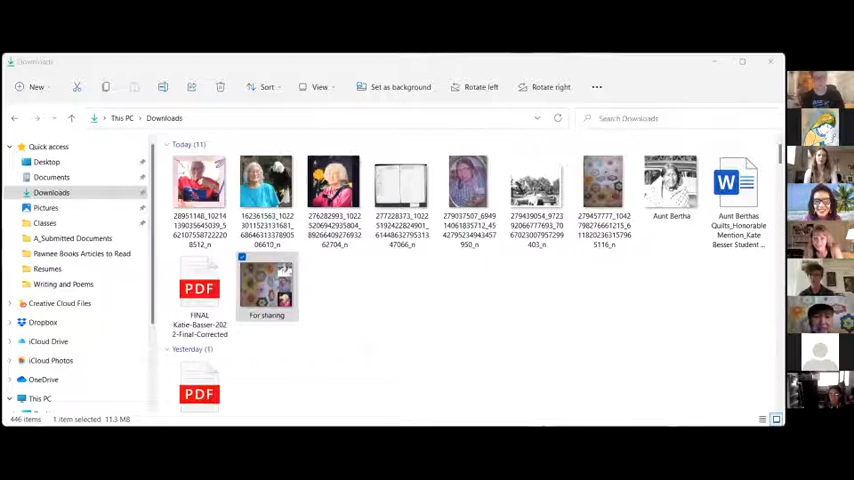 Downloads
New
Sort
View
Set as background
Rotate left
Rotate right
This PC > Downloads
Search Downloads
Quick access
Desktop
Documents
Downloads
Pictures
Classes
A_Submitted Documents
Pawnee Books Articles to Read
Resumes
Writing and Poems
Creative Cloud Files
Dropbox
iCloud Drive
iCloud Photos
OneDrive
This PC
Today (11)
Aunt Bertha
Aunt Berthas
Quilts_Honorable
Mention_Kate
Besser Student ...
PDF
FINAL
Katie-Basser-202
2-Final-Corrected
For sharing
Yesterday (1)
PDF
446 items
1 item selected 11.3 MB